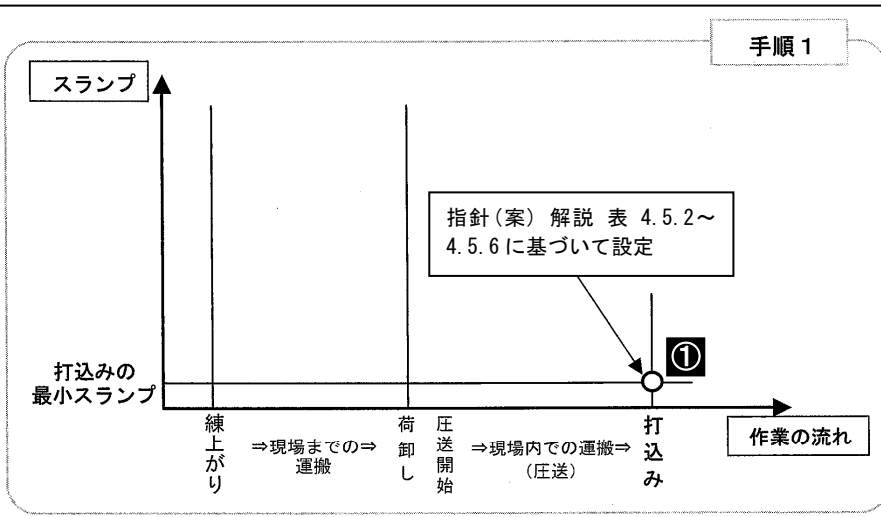 手順1
スランプ
指針(案) 解説 表 4.5.2~
4.5.6に基づいて設定
①
打込みの
最小スランプ
練上がり
⇒現場までの⇒
運搬
荷卸し
圧送開始
⇒現場内での運搬⇒
(圧送)
打込み
作業の流れ